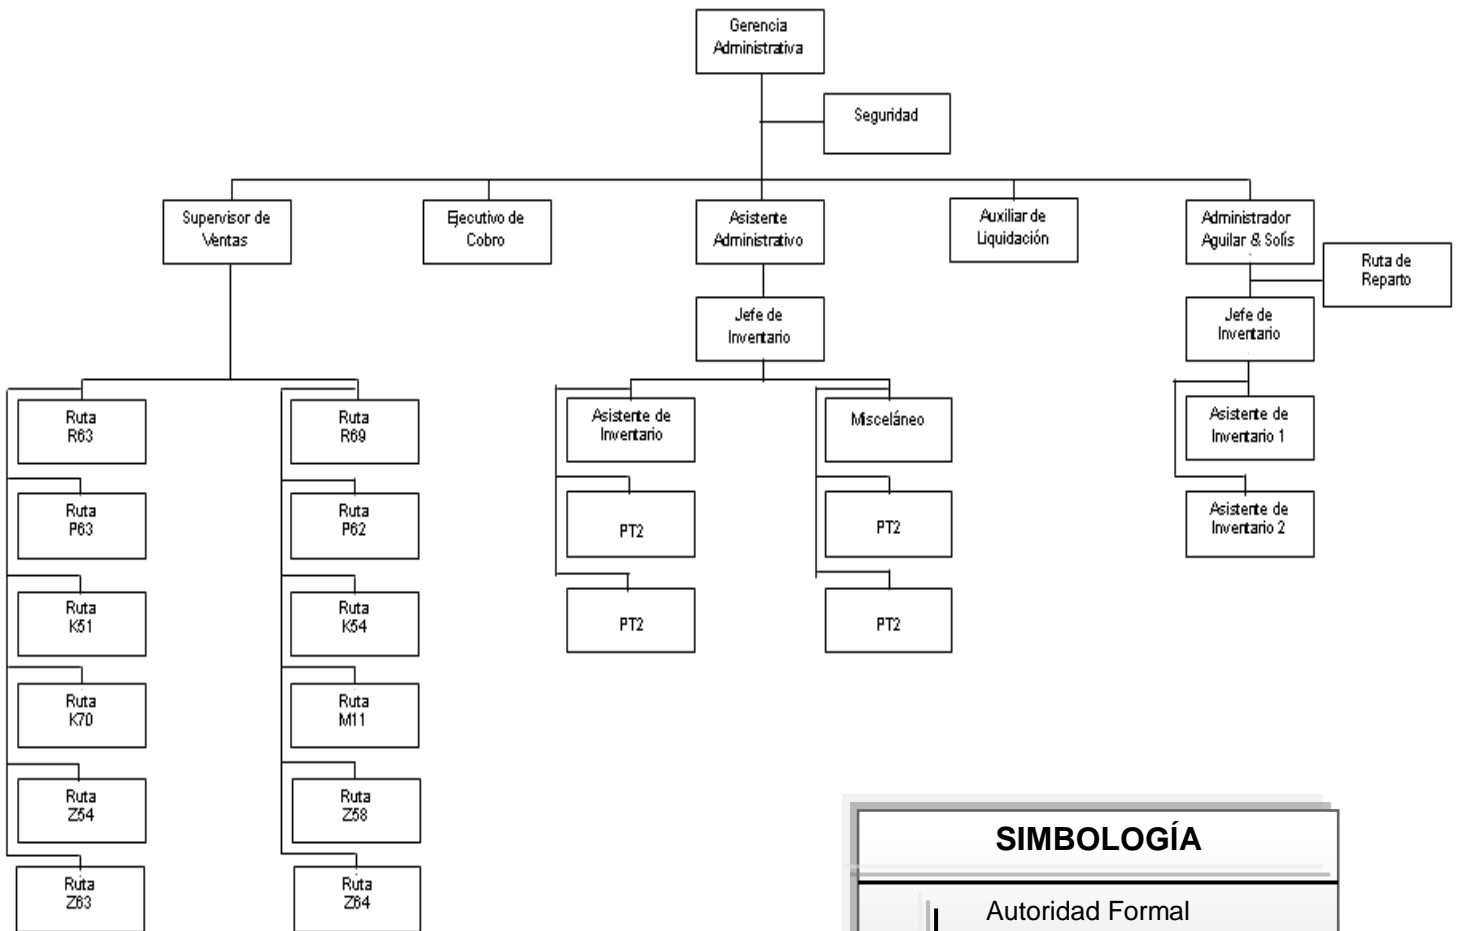 Gerencia
Administrativa
Seguridad
Supervisor de
Ventas
Ejecutivo de
Cobro
Asistente
Administrativo
Auxiliar de
Liquidación
Administrador
Aguilar & Solís
Ruta de
Reparto
Jefe de
Inventario
Jefe de
Inventario
Ruta
R63
Ruta
R69
Asistente de
Inventario
Misceláneo
Asistente de
Inventario 1
Ruta
P63
Ruta
P62
PT2
PT2
Asistente de
Inventario 2
Ruta
K51
Ruta
K54
PT2
PT2
Ruta
K70
Ruta
M11
Ruta
Z54
Ruta
Z58
Ruta
Z63
Ruta
Z64
SIMBOLOGÍA
Autoridad Formal